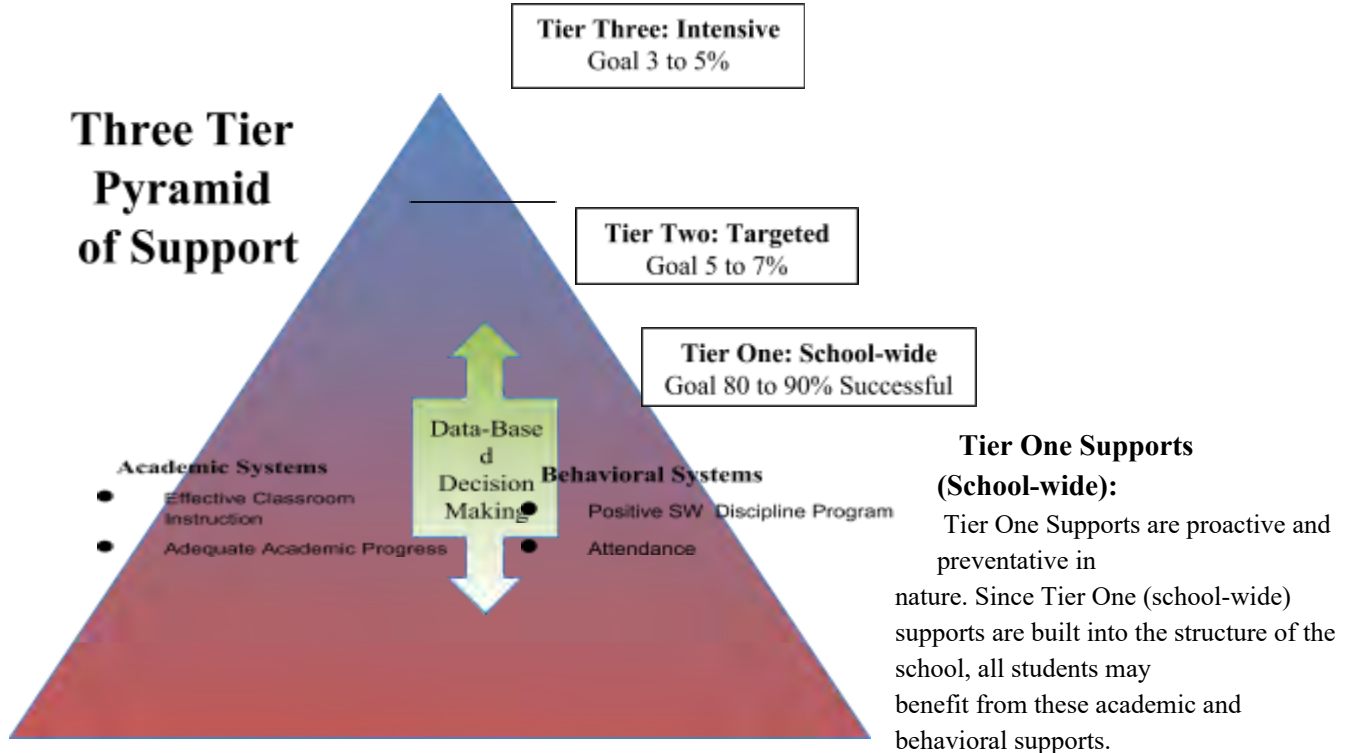 Tier Three: Intensive
Goal 3 to 5%
Three Tier
Pyramid
of Support
Tier Two: Targeted
Goal 5 to 7%
Tier One: School-wide
Goal 80 to 90% Successful
Data-Base
d
Decision
Making
Academic Systems
Effective Classroom
Instruction
Adequate Academic Progress
Behavioral Systems
Positive SW Discipline Program
Attendance
Tier One Supports
(School-wide):
Tier One Supports are proactive and
preventative in
nature. Since Tier One (school-wide)
supports are built into the structure of the
school, all students may
benefit from these academic and
behavioral supports.